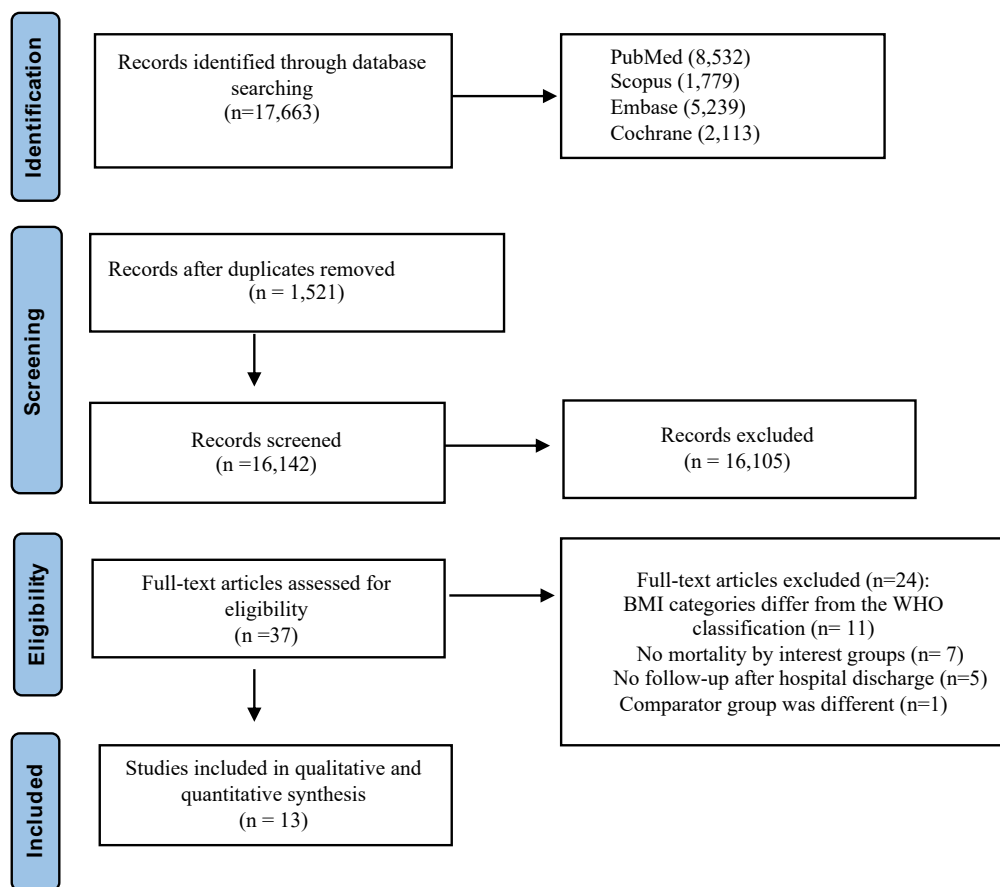 Identification
Records identified through database
searching
(n=17,663)
PubMed (8,532)
Scopus (1,779)
Embase (5,239)
Cochrane (2,113)
Screening
Records after duplicates removed
(n = 1,521)
Records screened
(n =16,142)
Records excluded
(n = 16,105)
Eligibility
Full-text articles assessed for
eligibility
(n =37)
Full-text articles excluded (n=24):
BMI categories differ from the WHO
classification (n= 11)
No mortality by interest groups (n= 7)
No follow-up after hospital discharge (n=5)
Comparator group was different (n=1)
Included
Studies included in qualitative and
quantitative synthesis
(n = 13)